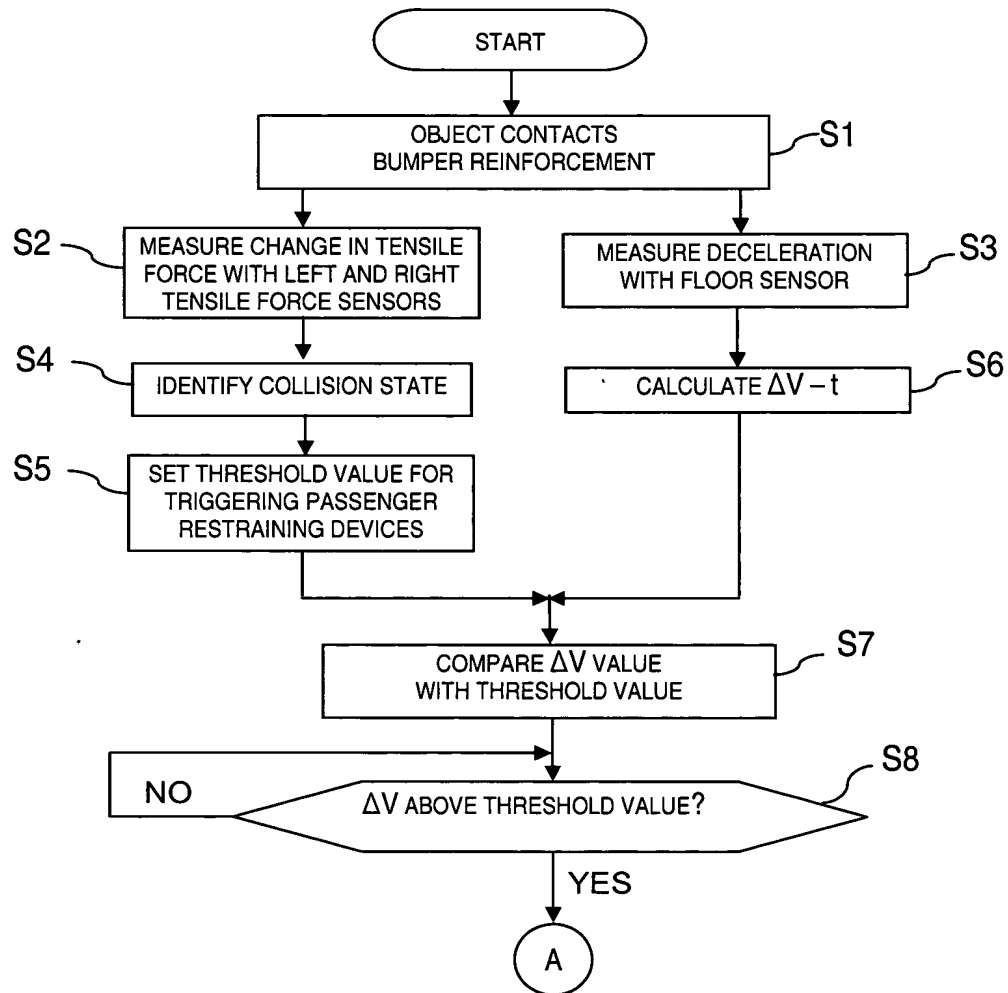 START
OBJECT CONTACTS
BUMPER REINFORCEMENT
S1
S2
MEASURE CHANGE IN TENSILE
FORCE WITH LEFT AND RIGHT
TENSILE FORCE SENSORS
MEASURE DECELERATION
WITH FLOOR SENSOR
S3
S4
IDENTIFY COLLISION STATE
CALCULATE ΔV – t
S6
S5
SET THRESHOLD VALUE FOR
TRIGGERING PASSENGER
RESTRAINING DEVICES
COMPARE ΔV VALUE
WITH THRESHOLD VALUE
S7
NO
ΔV ABOVE THRESHOLD VALUE?
S8
YES
A